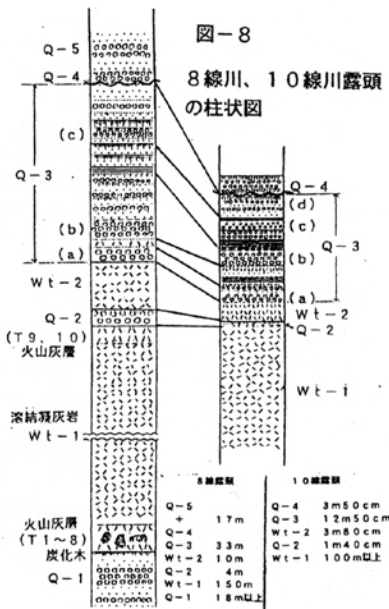 図-8
8線川、10線川露頭
の柱状図
Q-5
Q-4
(c)
Q-3
(b)
(a)
Wt-2
Q-2
(T9、10)
火山灰層
溶結凝灰岩
Wt-1
火山灰層
(T1〜8)
炭化木
Q-1
Q-4
(d)
(c)
Q-3
(b)
(a)
Wt-2
Q-2
Wt-1
8線露頭
Q-5
+ 17m
Q-4
Q-3 33m
Wt-2 10m
Q-2 4m
Wt-1 150m
Q-1 18m以上
10線露頭
Q-4 3m50cm
Q-3 12m50cm
Wt-2 3m80cm
Q-2 1m40cm
Wt-1 100m以上